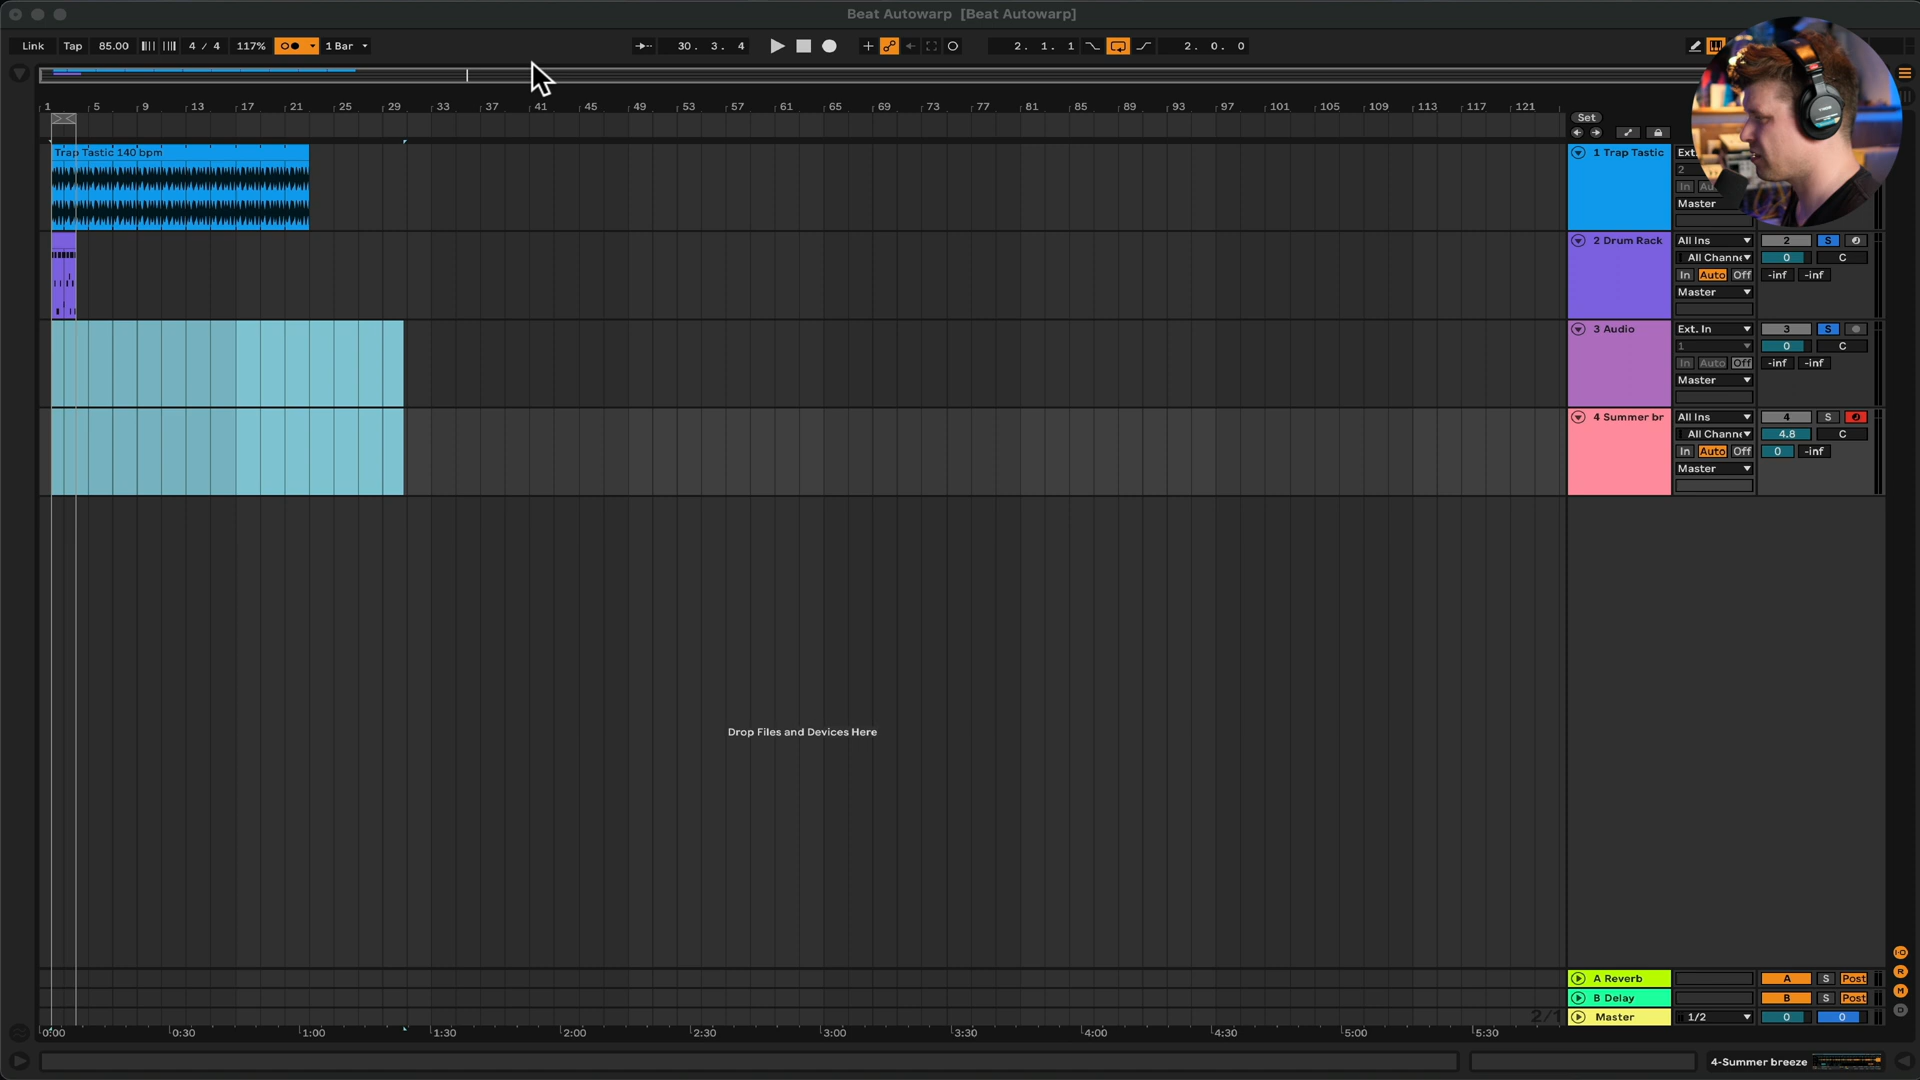 Beat Autowarp [Beat Autowarp]
Link Tap 85.00 4 / 4 117% 1 Bar 30. 3. 4 2. 1. 1 2. 0. 0
1 5 9 13 17 21 25 29 33 37 41 45 49 53 57 61 65 69 73 77 81 85 89 93 97 101 105 109 113 117 121
Set
Trap Tastic 140 bpm
1 Trap Tastic
2
In
Master
2 Drum Rack All Ins 2 S
All Channe 0 C
In Auto Off -inf -inf
Master
3 Audio Ext. In 3 S
1 0 C
In Auto Off -inf -inf
Master
4 Summer br All Ins 4 S
All Channe 4.8 C
In Auto Off 0 -inf
Master
Drop Files and Devices Here
A Reverb A S Post
B Delay B S Post
2/1
Master 1/2 0 0
0:00 0:30 1:00 1:30 2:00 2:30 3:00 3:30 4:00 4:30 5:00 5:30
4-Summer breeze